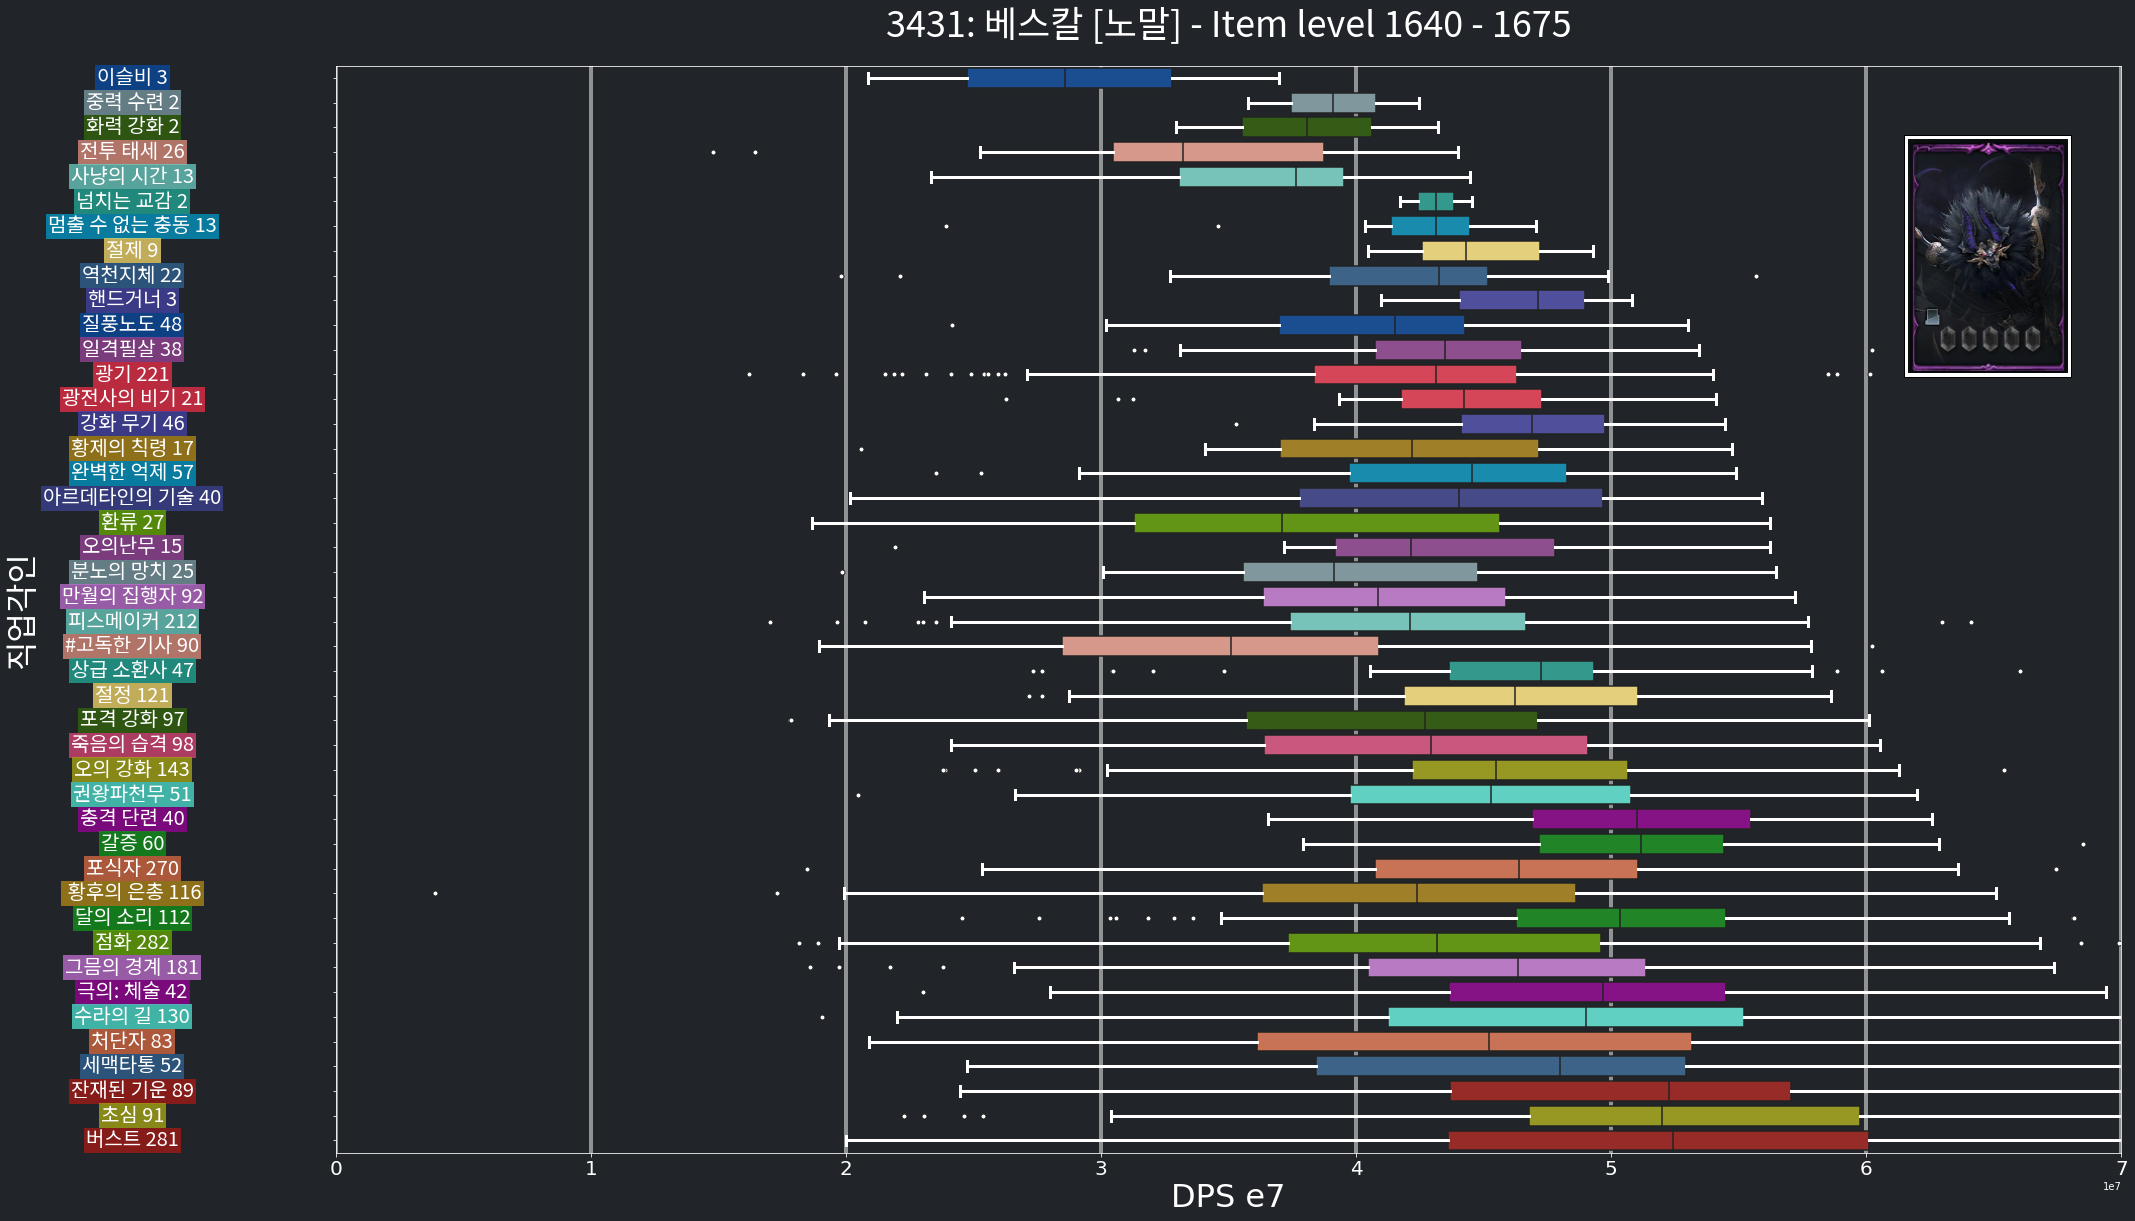 3431: 베스칼 [노말] - Item level 1640 - 1675
이슬비 3
중력 수련 2
화력 강화 2
전투 태세 26
사냥의 시간 13
넘치는 교감 2
멈출 수 없는 충동 13
절제 9
역천지체 22
핸드거너 3
질풍노도 48
일격필살 38
광기 221
광전사의 비기 21
강화 무기 46
황제의 칙령 17
완벽한 억제 57
아르데타인의 기술 40
환류 27
오의난무 15
분노의 망치 25
만월의 집행자 92
피스메이커 212
#고독한 기사 90
상급 소환사 47
절정 121
포격 강화 97
죽음의 습격 98
오의 강화 143
권왕파천무 51
충격 단련 40
갈증 60
포식자 270
황후의 은총 116
달의 소리 112
점화 282
그믐의 경계 181
극의: 체술 42
수라의 길 130
처단자 83
세맥타통 52
잔재된 기운 89
초심 91
버스트 281
직업각인
0 1 2 3 4 5 6 7
1e7
DPS e7